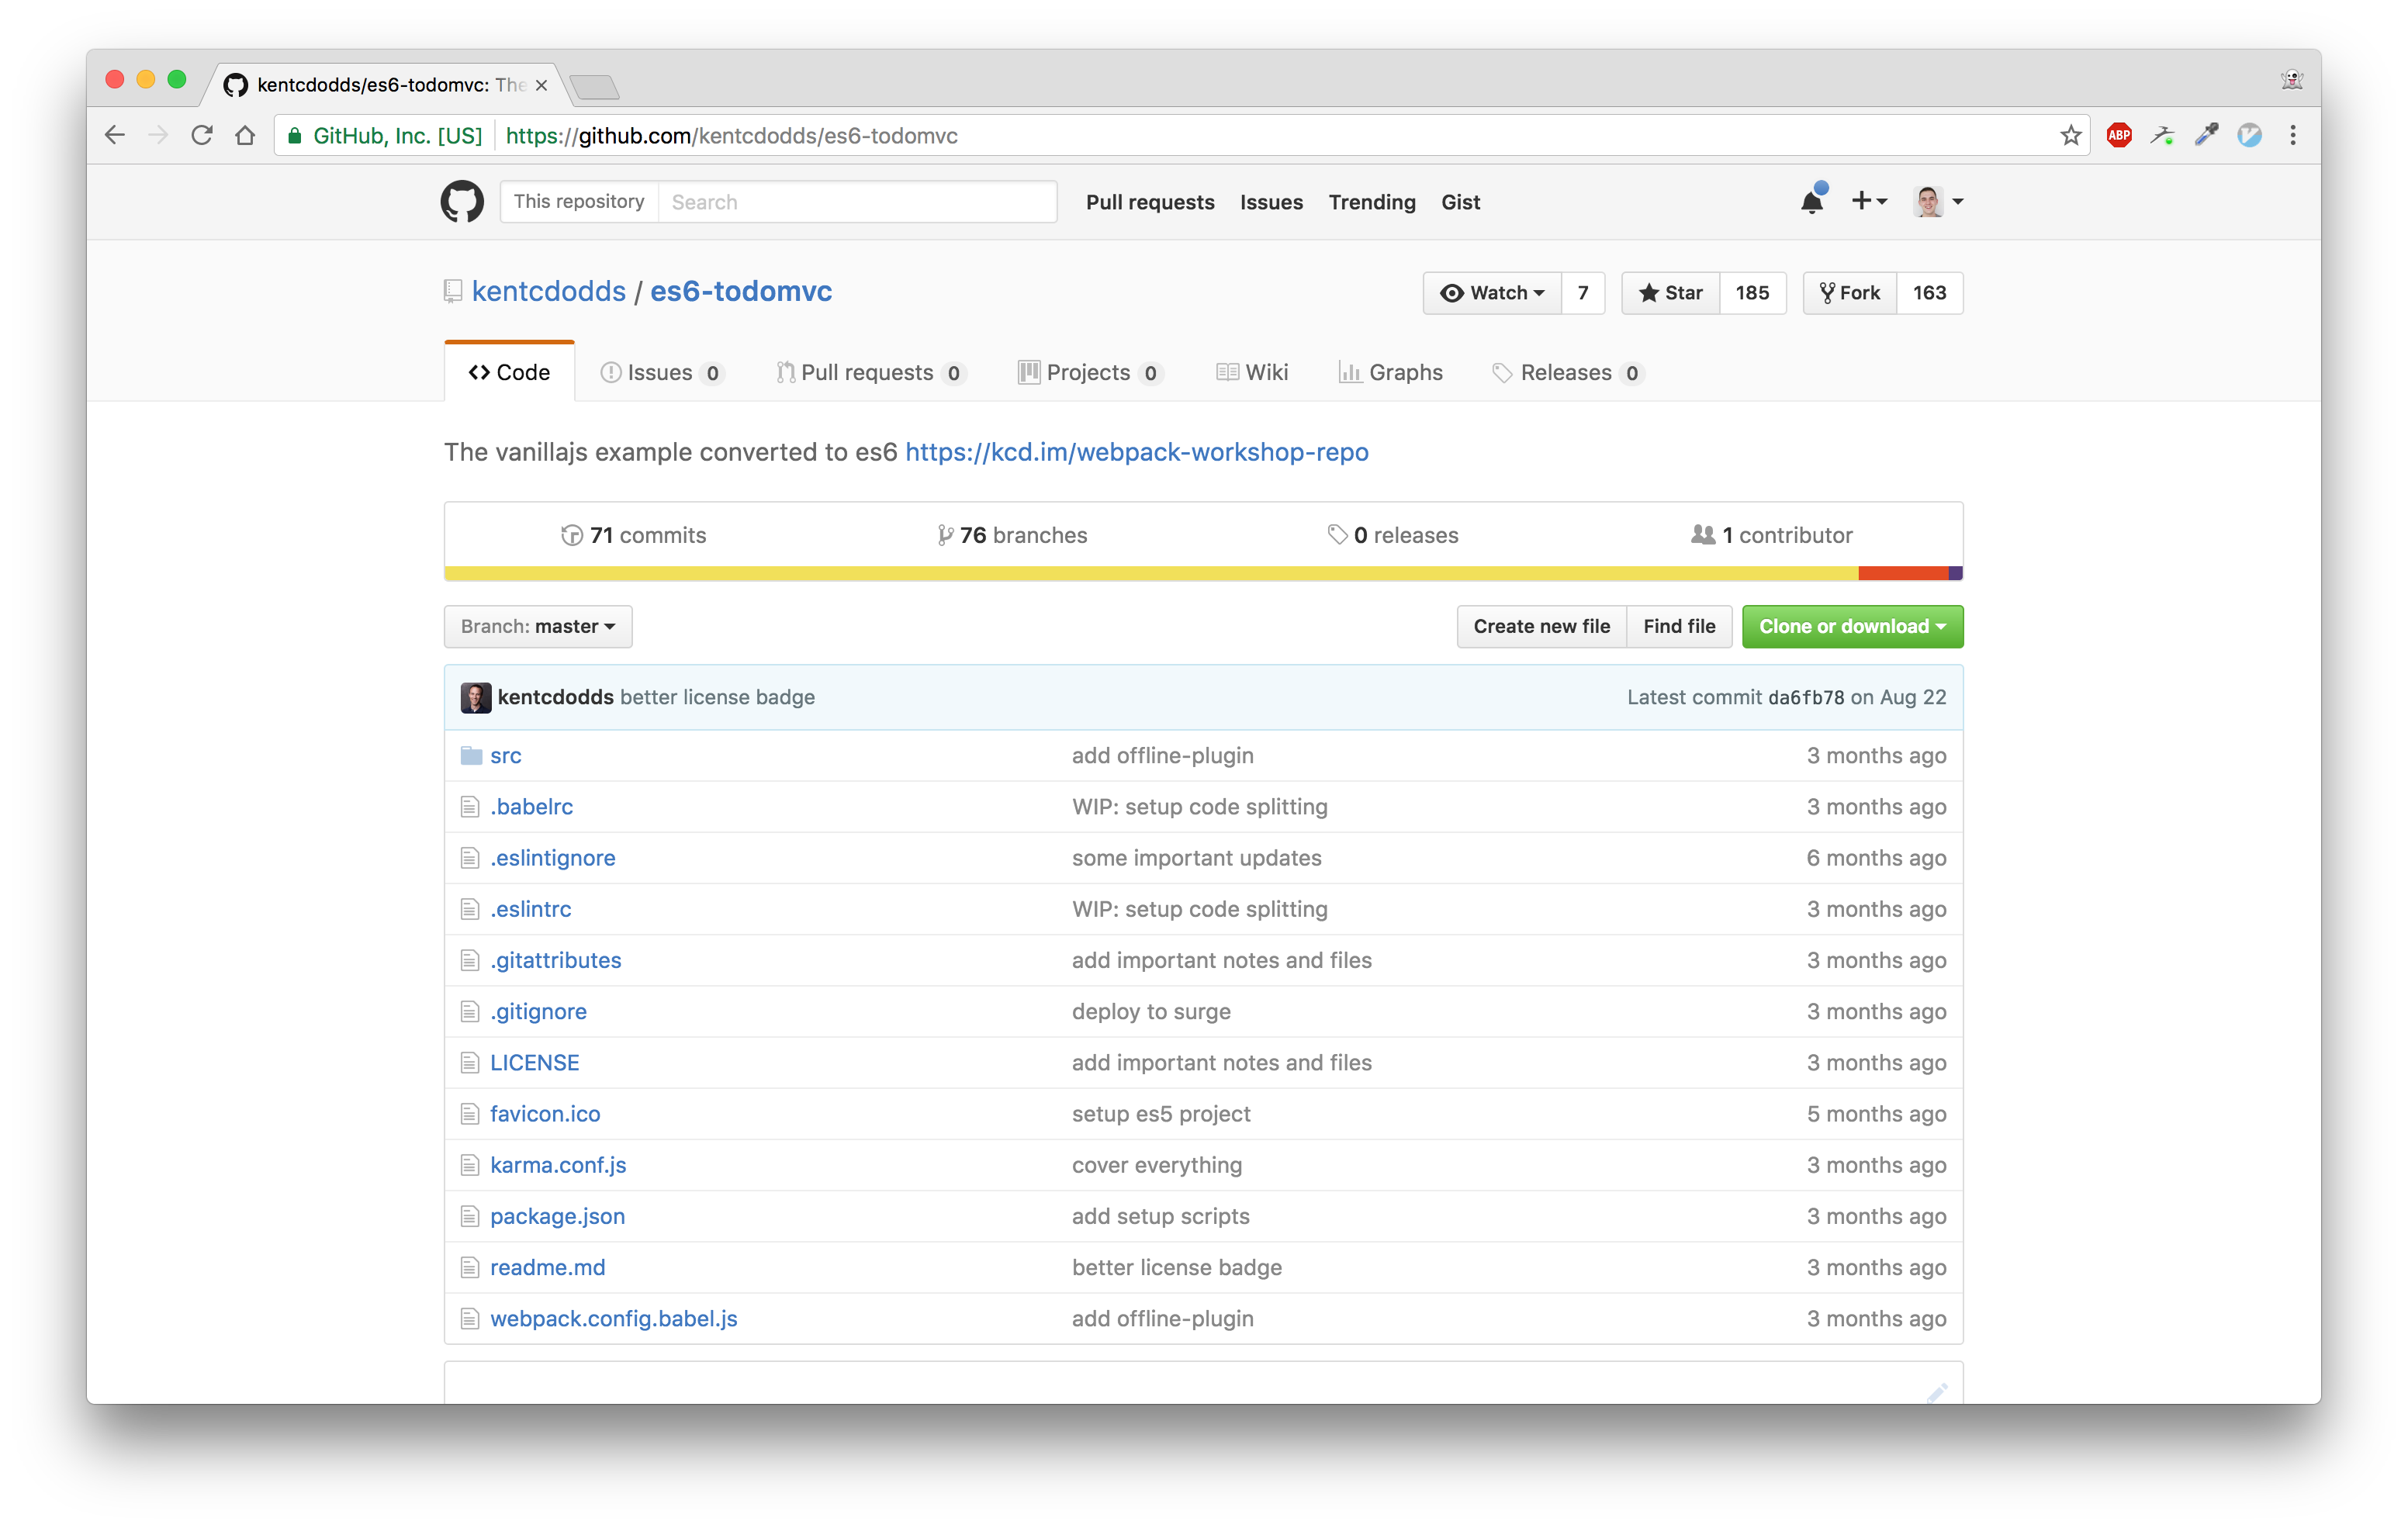 kentcdodds/es6-todomvc: The
GitHub, Inc. [US] https://github.com/kentcdodds/es6-todomvc
ABP
This repository Search Pull requests Issues Trending Gist
kentcdodds / es6-todomvc Watch 7 Star 185 Fork 163
Code Issues 0 Pull requests 0 Projects 0 Wiki Graphs Releases 0
The vanillajs example converted to es6 https://kcd.im/webpack-workshop-repo
71 commits 76 branches 0 releases 1 contributor
Branch: master Create new file Find file Clone or download
kentcdodds better license badge Latest commit da6fb78 on Aug 22
src add offline-plugin 3 months ago
.babelrc WIP: setup code splitting 3 months ago
.eslintignore some important updates 6 months ago
.eslintrc WIP: setup code splitting 3 months ago
.gitattributes add important notes and files 3 months ago
.gitignore deploy to surge 3 months ago
LICENSE add important notes and files 3 months ago
favicon.ico setup es5 project 5 months ago
karma.conf.js cover everything 3 months ago
package.json add setup scripts 3 months ago
readme.md better license badge 3 months ago
webpack.config.babel.js add offline-plugin 3 months ago